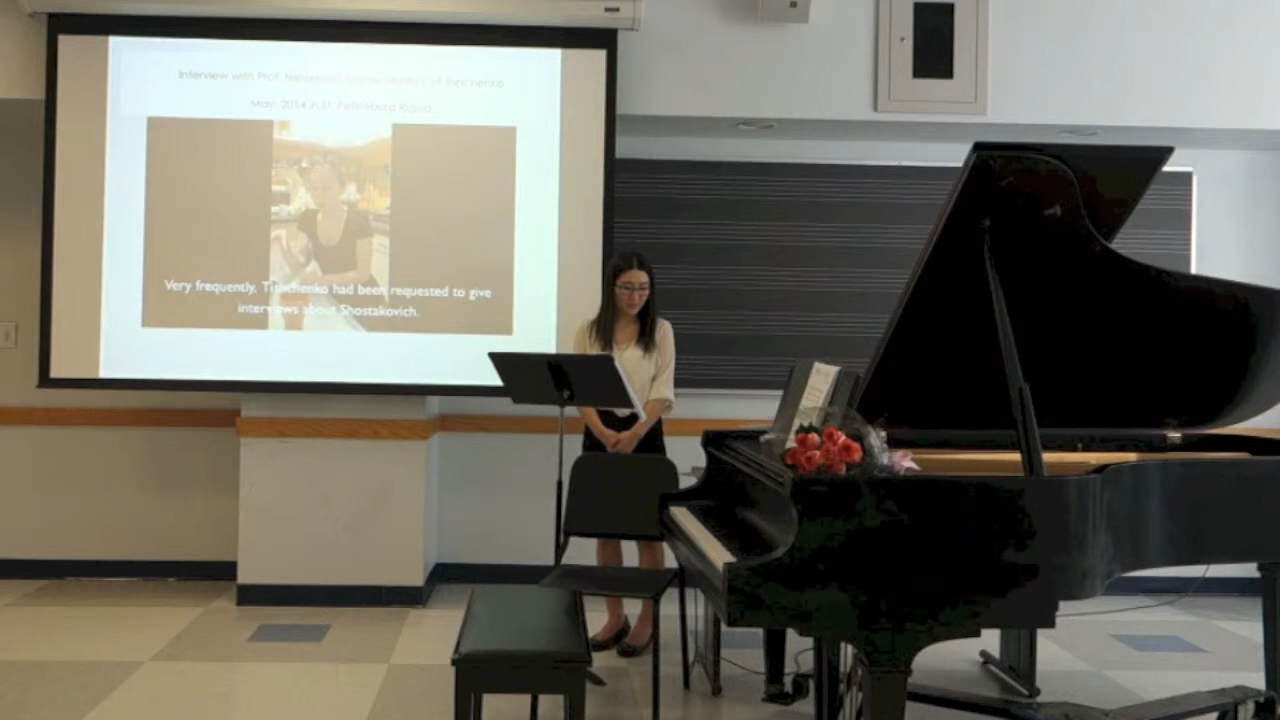 Interview with Prof.
May, 2014 in St. Petersburg Russia
Very frequently, Tishchenko had been requested to give
interviews about Shostakovich.